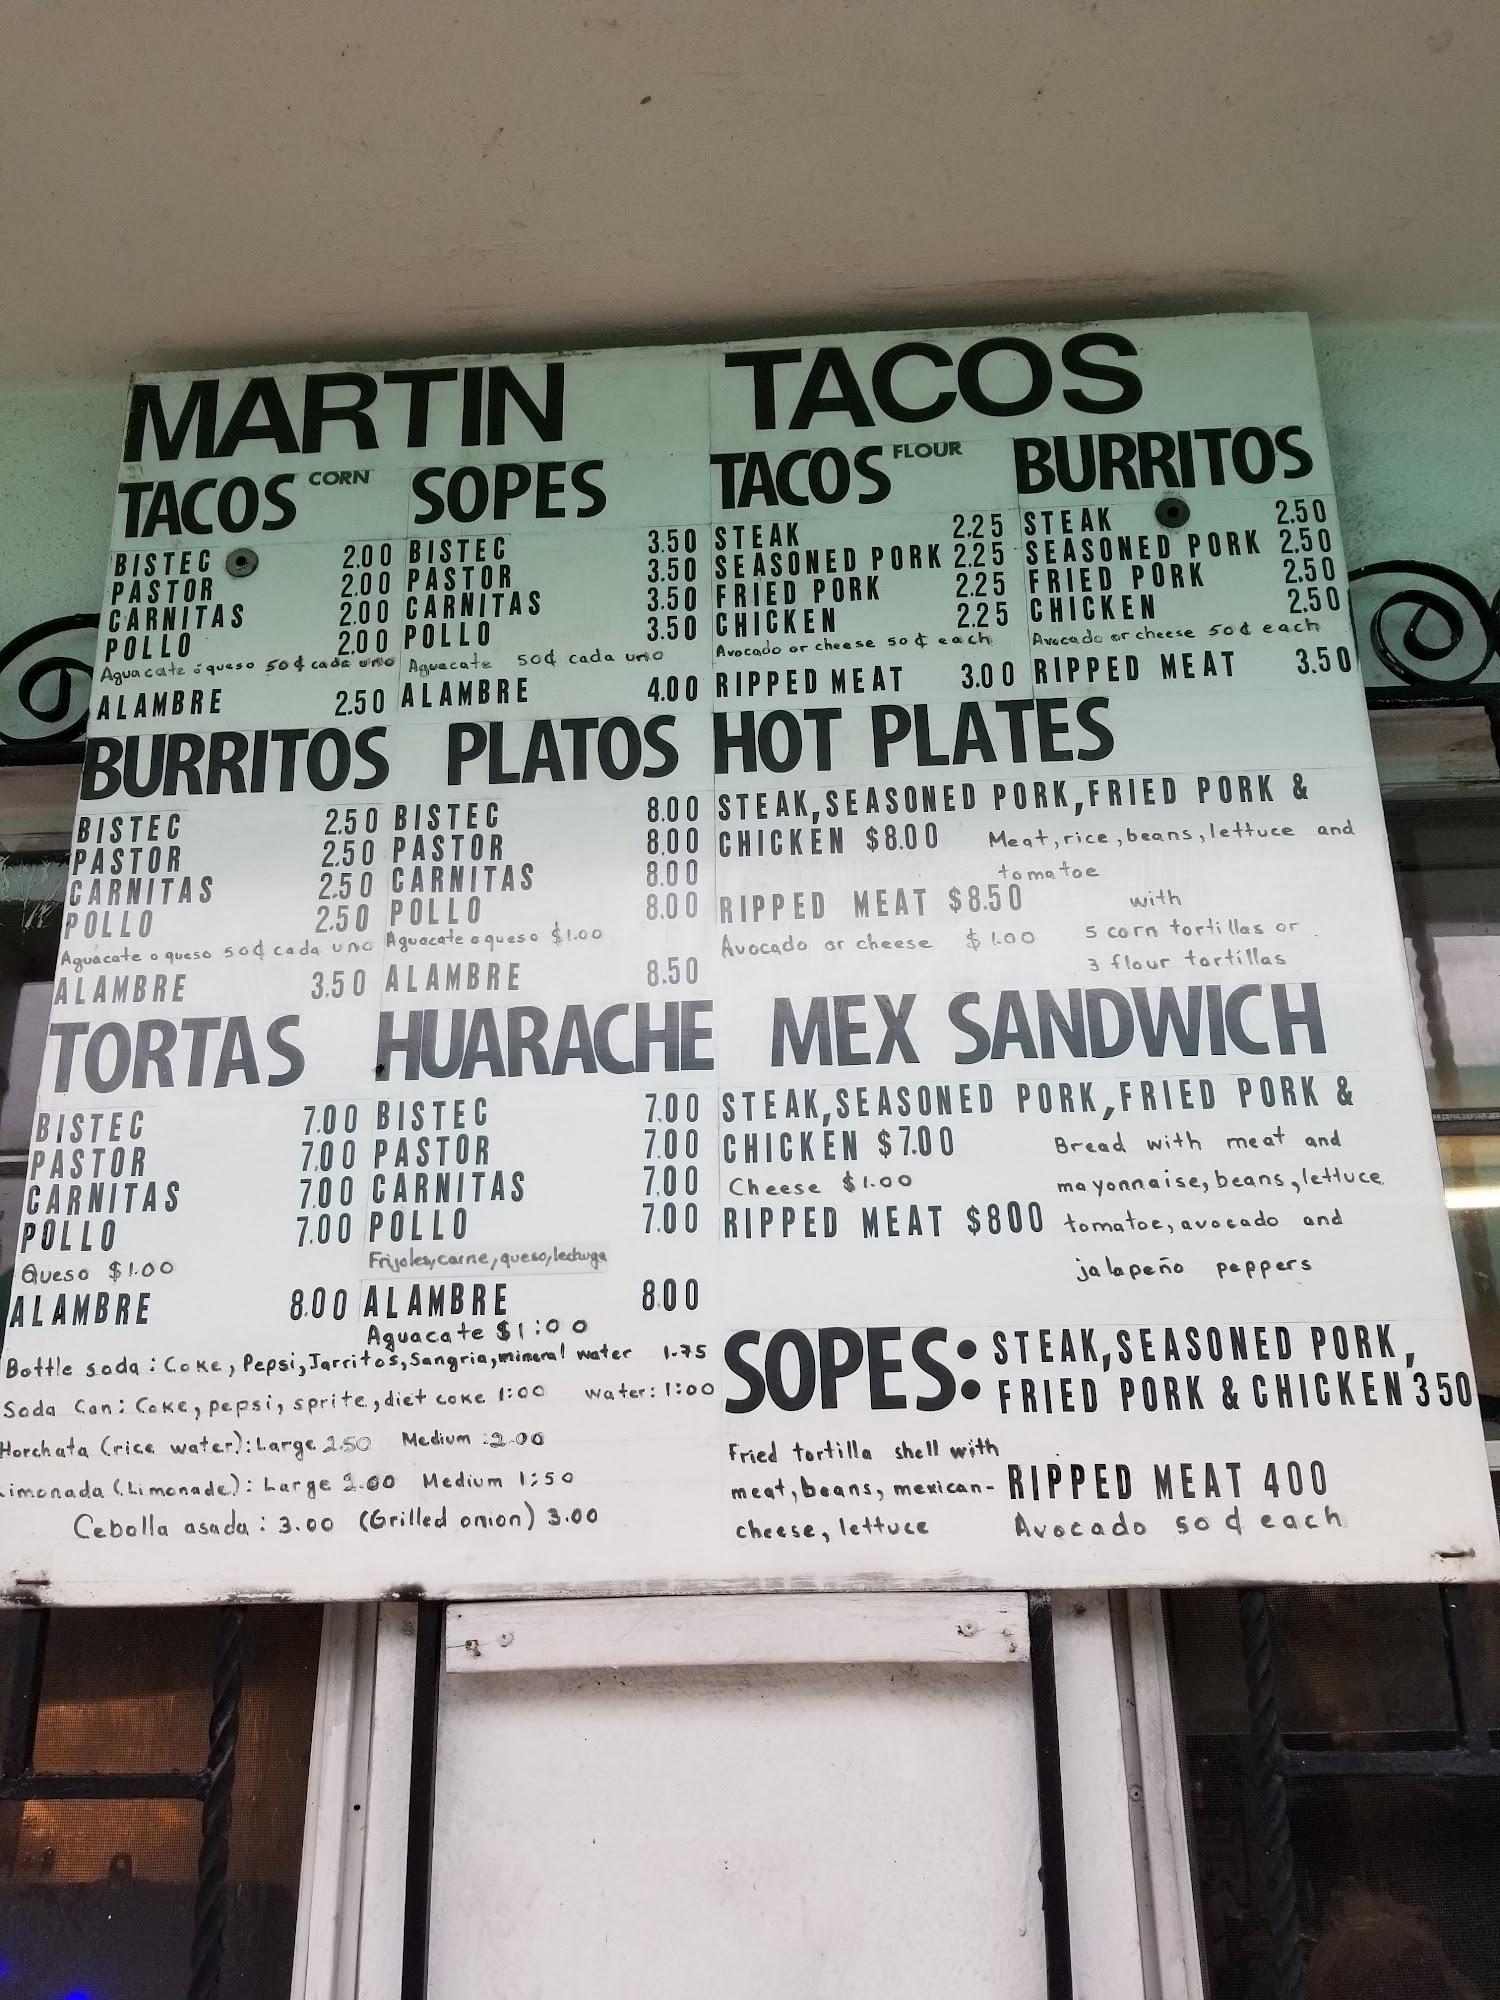 MARTIN TACOS
TACOS CORN
BISTEC 2.00
PASTOR 2.00
CARNITAS 2.00
POLLO 2.00
Aguacate o queso 50¢ cada uno
ALAMBRE 2.50
SOPES
BISTEC 3.50
PASTOR 3.50
CARNITAS 3.50
POLLO 3.50
Aguacate 50¢ cada uno
ALAMBRE 4.00
TACOS FLOUR
STEAK 2.25
SEASONED PORK 2.25
FRIED PORK 2.25
CHICKEN 2.25
Avocado or cheese 50¢ each
RIPPED MEAT 3.00
BURRITOS
STEAK 2.50
SEASONED PORK 2.50
FRIED PORK 2.50
CHICKEN 2.50
Avocado or cheese 50¢ each
RIPPED MEAT 3.50
BURRITOS
BISTEC 2.50
PASTOR 2.50
CARNITAS 2.50
POLLO 2.50
Aguacate o queso 50¢ cada uno
ALAMBRE 3.50
PLATOS
BISTEC 8.00
PASTOR 8.00
CARNITAS 8.00
POLLO 8.00
Aguacate o queso $1.00
ALAMBRE 8.50
HOT PLATES
STEAK, SEASONED PORK, FRIED PORK &
CHICKEN $8.00
Meat, rice, beans, lettuce and
tomatoe
with
5 corn tortillas or
3 flour tortillas
RIPPED MEAT $8.50
Avocado or cheese $1.00
TORTAS
BISTEC 7.00
PASTOR 7.00
CARNITAS 7.00
POLLO 7.00
Queso $1.00
ALAMBRE 8.00
HUARACHE
BISTEC 7.00
PASTOR 7.00
CARNITAS 7.00
POLLO 7.00
Frijoles, carne, queso, lechuga
ALAMBRE 8.00
Aguacate $1:00
MEX SANDWICH
STEAK, SEASONED PORK, FRIED PORK &
CHICKEN $7.00
Cheese $1.00
RIPPED MEAT $800
Bread with meat and
mayonnaise, beans, lettuce
tomatoe, avocado and
jalapeño peppers
Bottle soda: Coke, Pepsi, Jarritos, Sangria, mineral water 1.75
Soda Can: Coke, pepsi, sprite, diet coke 1:00 water: 1:00
Horchata (rice water): Large 2.50 Medium: 2.00
Limonada (Limonade): Large 2.00 Medium 1:50
Cebolla asada: 3.00 (Grilled onion) 3.00
SOPES: STEAK, SEASONED PORK,
FRIED PORK & CHICKEN 350
Fried tortilla shell with
meat, beans, mexican-
cheese, lettuce
RIPPED MEAT 400
Avocado 50¢ each